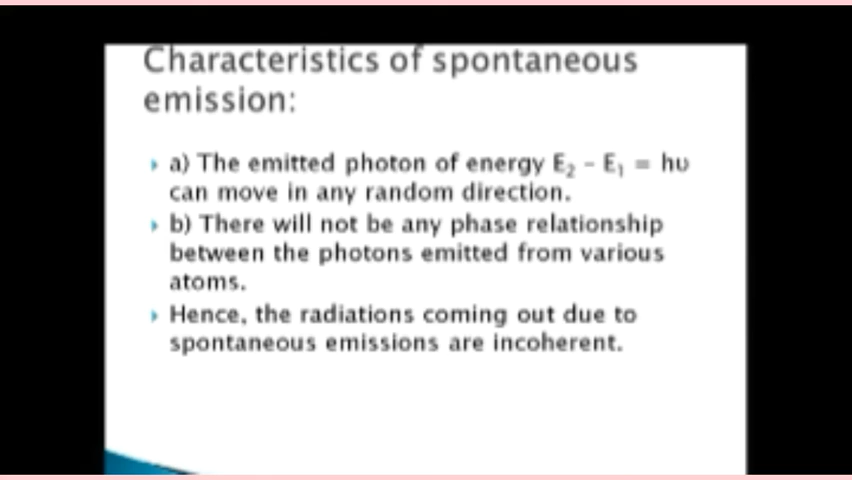 Characteristics of spontaneous
emission:
a) The emitted photon of energy E₂ – E₁ = hυ
can move in any random direction.
b) There will not be any phase relationship
between the photons emitted from various
atoms.
Hence, the radiations coming out due to
spontaneous emissions are incoherent.